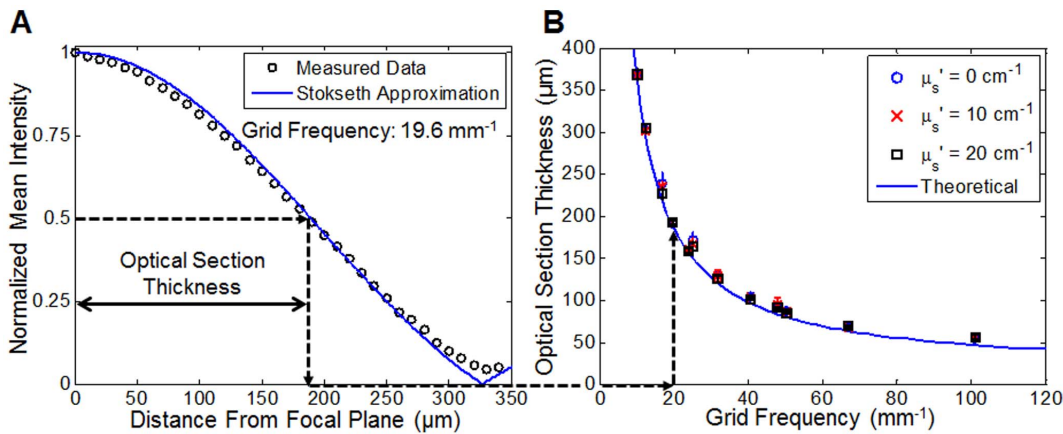 A
Normalized Mean Intensity
1
0.75
0.5
0.25
0
Measured Data
Stokseth Approximation
Grid Frequency: 19.6 mm-1
Optical Section
Thickness
0 50 100 150 200 250 300 350
Distance From Focal Plane (µm)
B
Optical Section Thickness (µm)
400
350
300
250
200
150
100
50
0
µs' = 0 cm-1
µs' = 10 cm-1
µs' = 20 cm-1
Theoretical
0 20 40 60 80 100 120
Grid Frequency (mm-1)